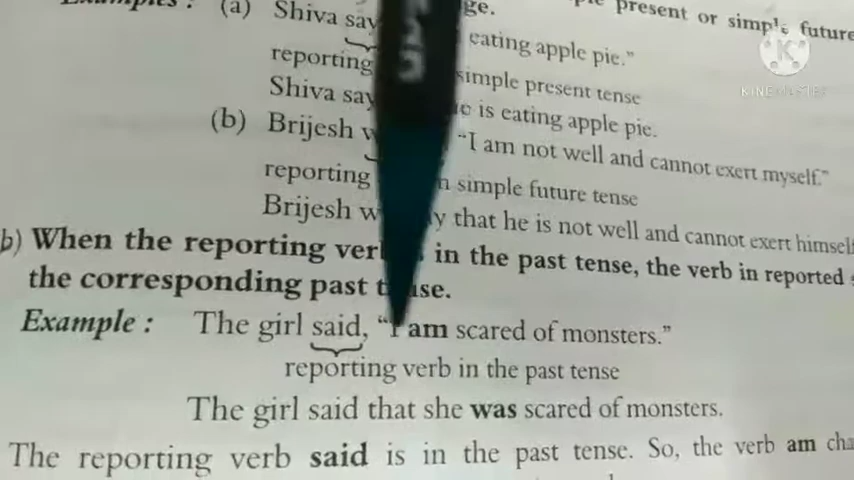 Examples : (a) Shiva say ge. present or simple future
eating apple pie."
KINEMASTER
reporting simple present tense
Shiva say is eating apple pie.
(b) Brijesh "I am not well and cannot exert myself."
reporting simple future tense
Brijesh that he is not well and cannot exert himself
b) When the reporting in the past tense, the verb in reported
the corresponding past tense.
Example : The girl said, "I am scared of monsters."
reporting verb in the past tense
The girl said that she was scared of monsters.
The reporting verb said is in the past tense. So, the verb am cha